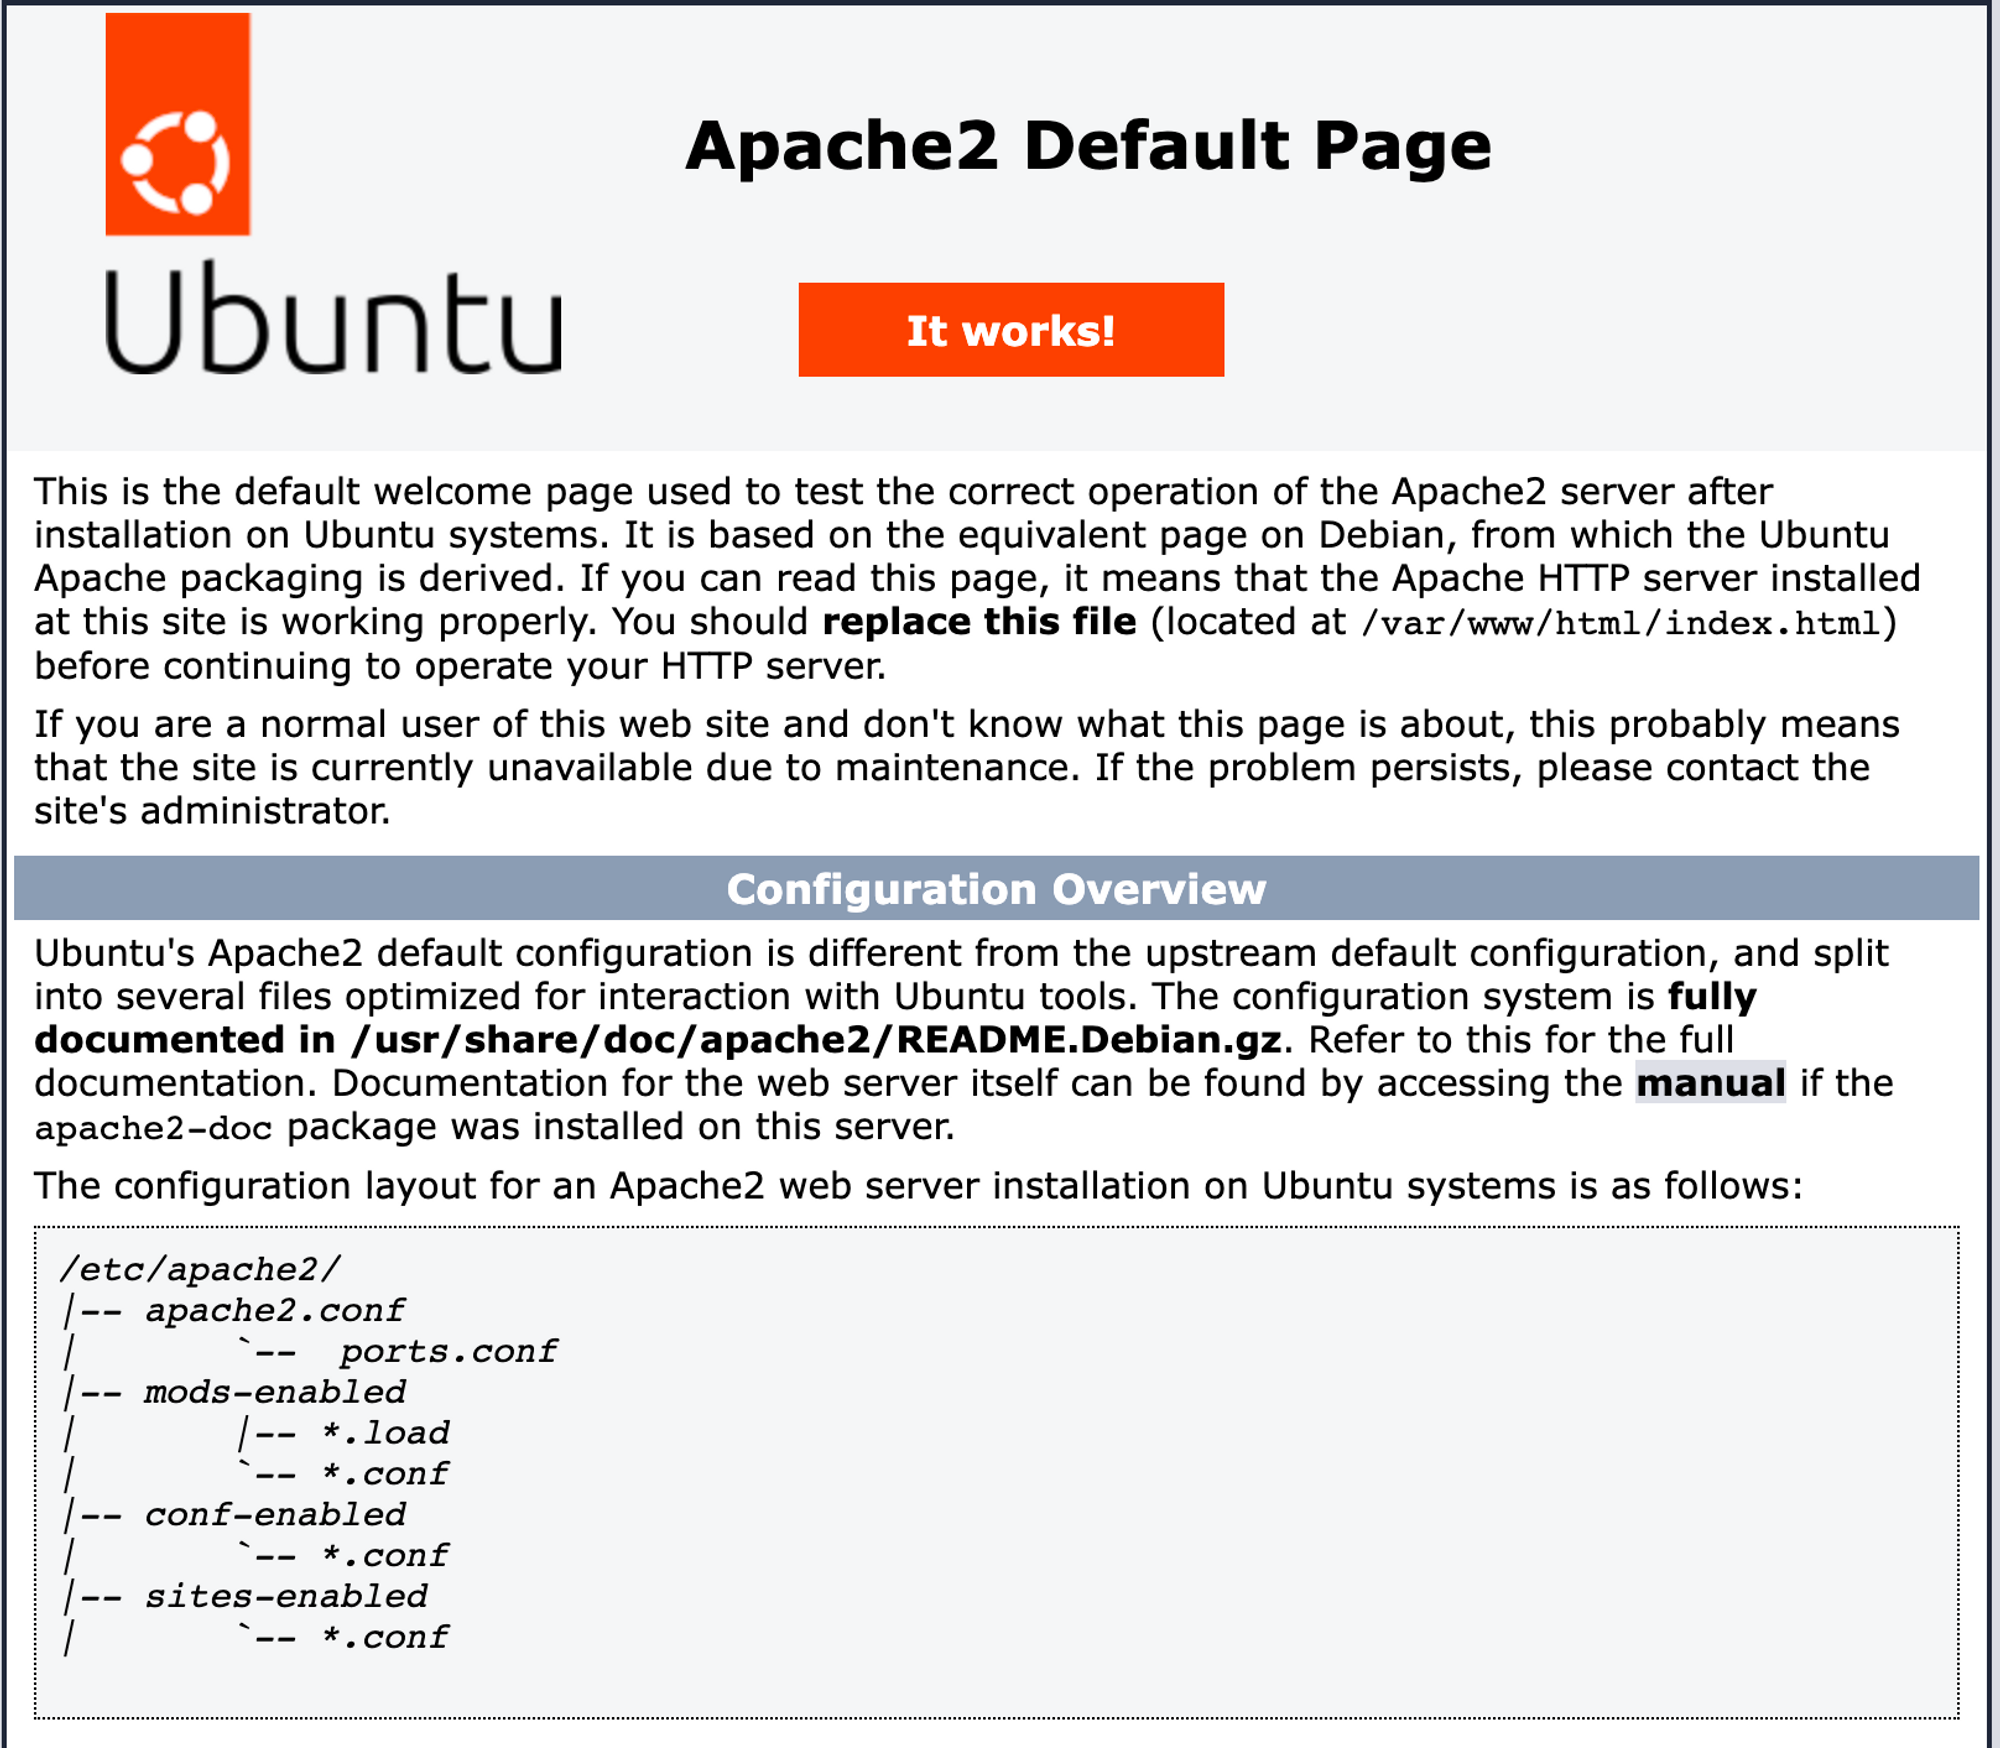 Apache2 Default Page
Ubuntu
It works!
This is the default welcome page used to test the correct operation of the Apache2 server after
installation on Ubuntu systems. It is based on the equivalent page on Debian, from which the Ubuntu
Apache packaging is derived. If you can read this page, it means that the Apache HTTP server installed
at this site is working properly. You should replace this file (located at /var/www/html/index.html)
before continuing to operate your HTTP server.
If you are a normal user of this web site and don't know what this page is about, this probably means
that the site is currently unavailable due to maintenance. If the problem persists, please contact the
site's administrator.
Configuration Overview
Ubuntu's Apache2 default configuration is different from the upstream default configuration, and split
into several files optimized for interaction with Ubuntu tools. The configuration system is fully
documented in /usr/share/doc/apache2/README.Debian.gz. Refer to this for the full
documentation. Documentation for the web server itself can be found by accessing the manual if the
apache2-doc package was installed on this server.
The configuration layout for an Apache2 web server installation on Ubuntu systems is as follows:
/etc/apache2/
|-- apache2.conf
|       `--  ports.conf
|-- mods-enabled
|       |-- *.load
|       `-- *.conf
|-- conf-enabled
|       `-- *.conf
|-- sites-enabled
|       `-- *.conf